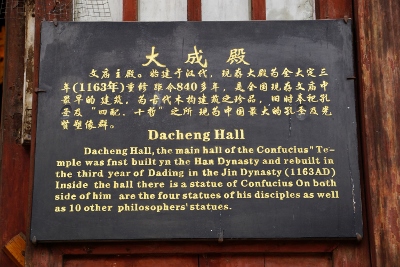 大成殿
文庙主殿。始建于汉代，现存大殿为金大定三
年(1163年)重修 距今840多年，是全国现存文庙中
最早的建筑，为古代木构建筑之珍品，旧时奉祀孔
圣及"四配，十哲"之所 现为中国最大的孔圣及先
贤塑像群。
Dacheng Hall
Dacheng Hall, the main hall of the Confucius" Te-
mple was fnst built yn the Han Dynasty and rebuilt in
the third year of Dading in the Jin Dynasty (1163AD)
Inside the hall there is a statue of Confucius On both
side of him are the four statues of his disciples as well
as 10 other philosophers' statues.